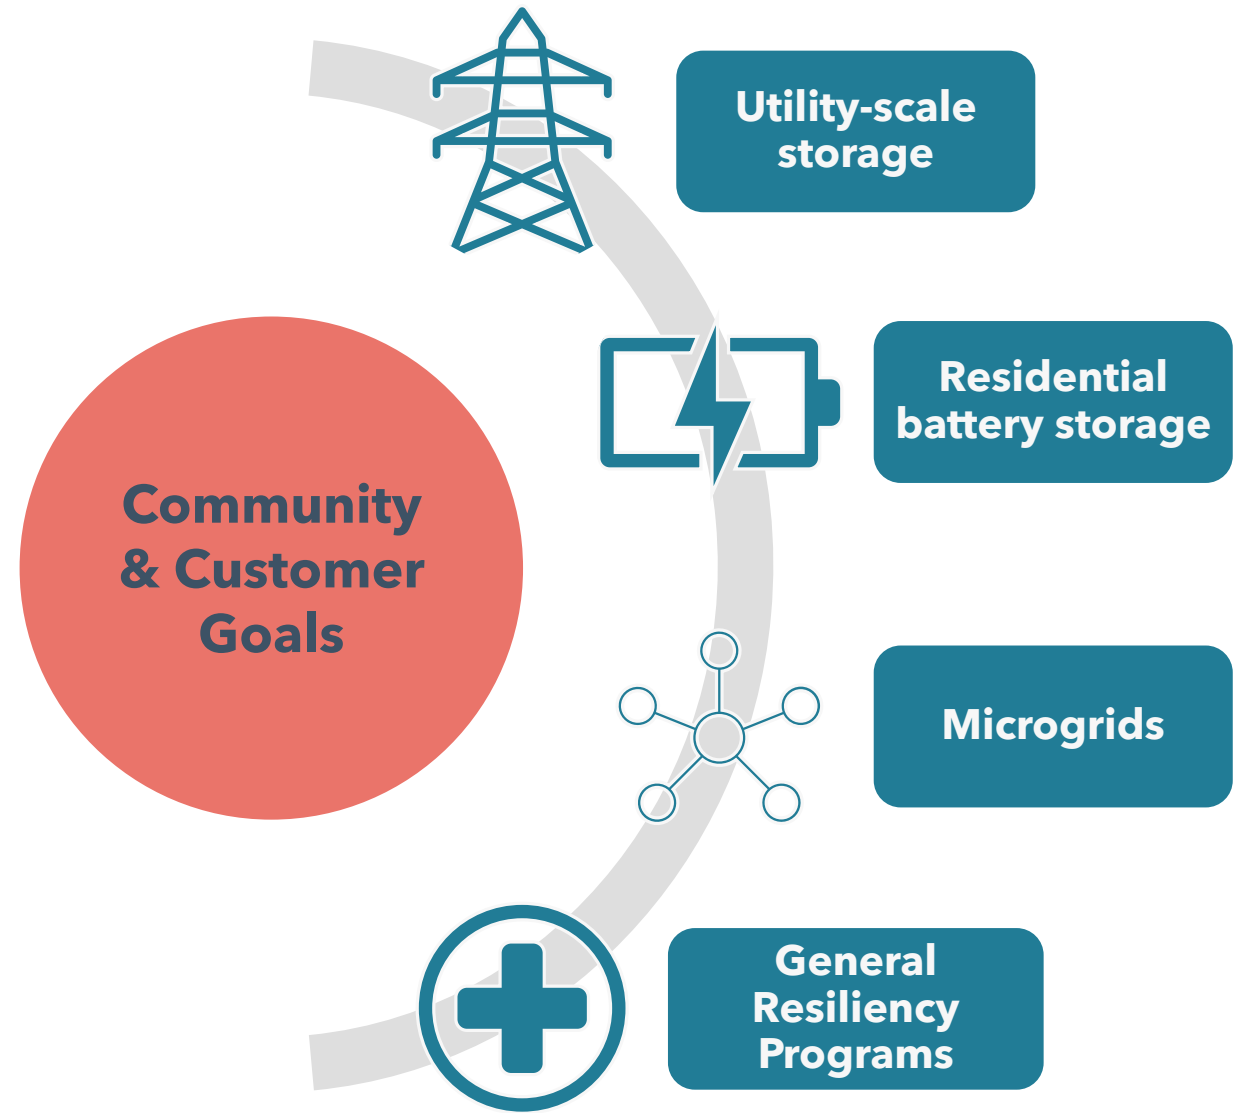 Utility-scale
storage
Residential
battery storage
Community
& Customer
Goals
Microgrids
General
Resiliency
Programs